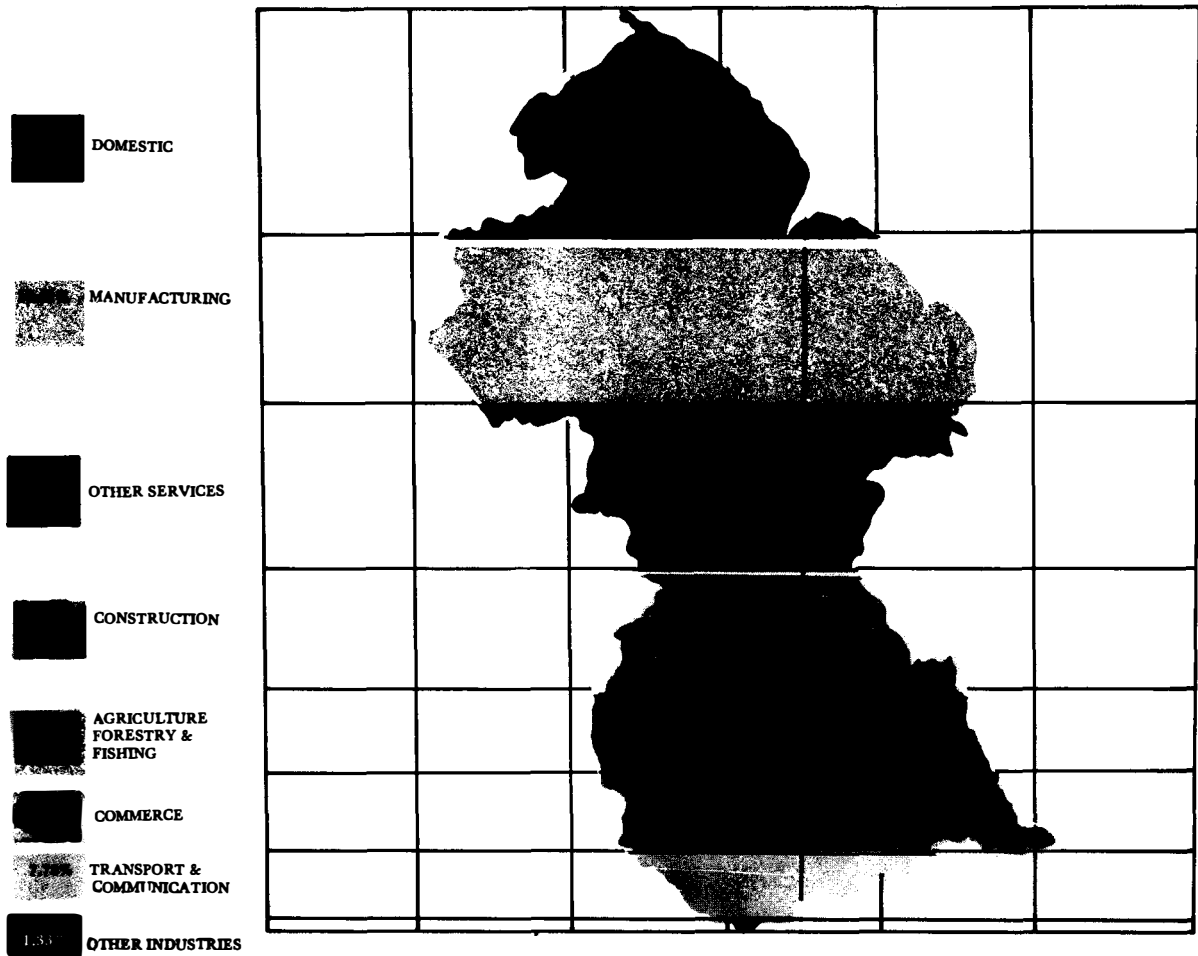 DOMESTIC
MANUFACTURING
OTHER SERVICES
CONSTRUCTION
AGRICULTURE
FORESTRY &
FISHING
COMMERCE
TRANSPORT &
COMMUNICATION
OTHER INDUSTRIES